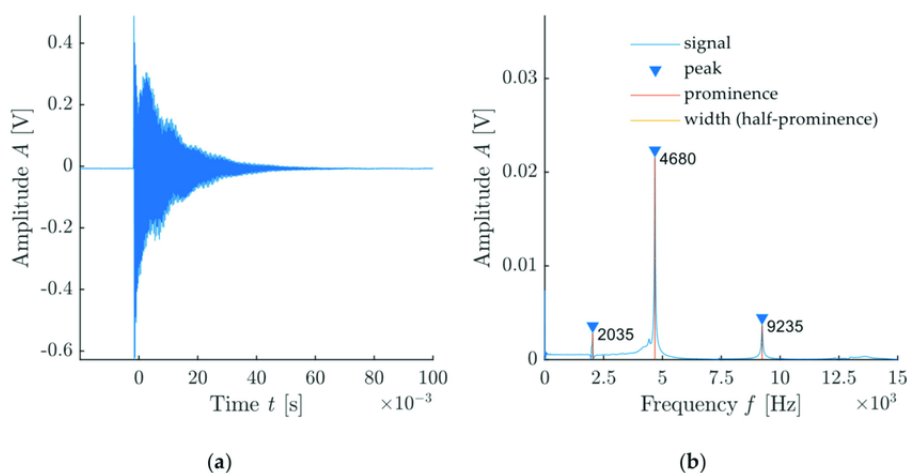 0.4
0.2
0
-0.2
-0.4
-0.6
Amplitude A [V]
0 20 40 60 80 100
Time t [s] ×10⁻³
(a)
signal
peak
prominence
width (half-prominence)
0.03
0.02
0.01
0
Amplitude A [V]
4680
2035
9235
0 2.5 5 7.5 10 12.5 15
Frequency f [Hz] ×10³
(b)